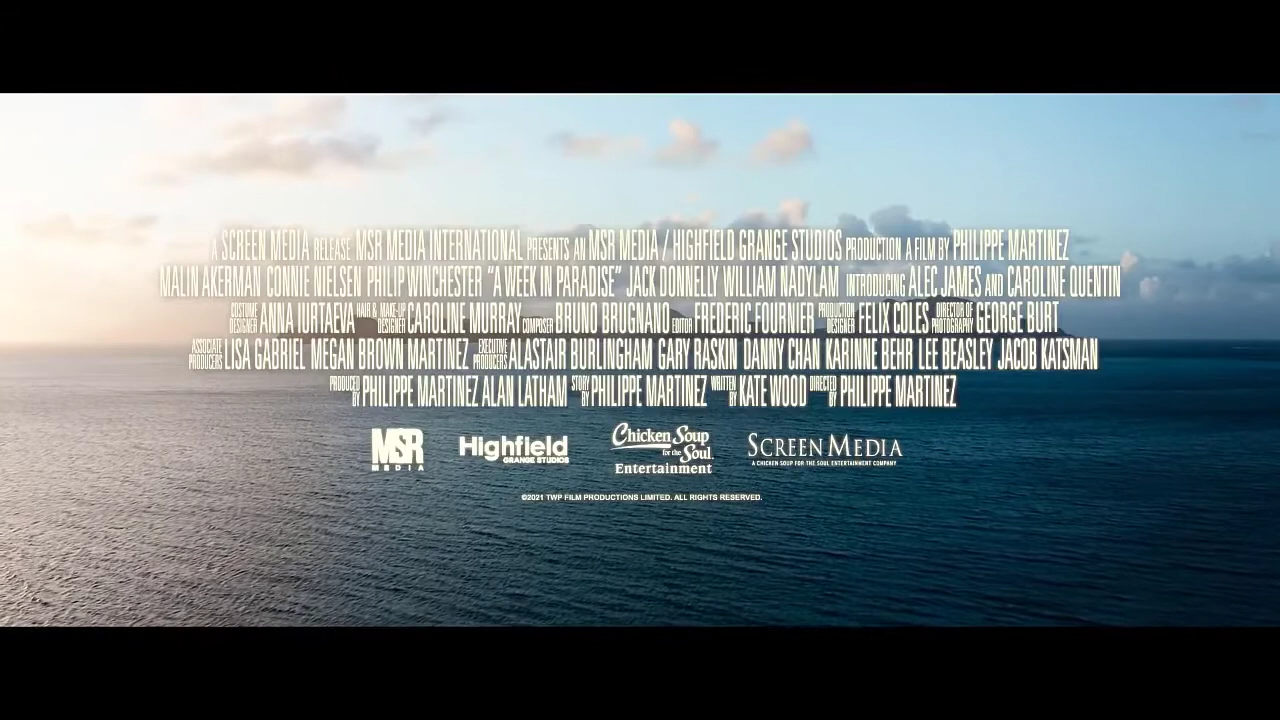 A SCREEN MEDIA RELEASE MSR MEDIA INTERNATIONAL PRESENTS AN MSR MEDIA / HIGHFIELD GRANGE STUDIOS PRODUCTION A FILM BY PHILIPPE MARTINEZ
MALIN AKERMAN CONNIE NIELSEN PHILIP WINCHESTER "A WEEK IN PARADISE" JACK DONNELLY WILLIAM NADYLAM INTRODUCING ALEC JAMES AND CAROLINE QUENTIN
COSTUME DESIGNER ANNA IURTAEVA HAIR & MAKE-UP DESIGNER CAROLINE MURRAY COMPOSER BRUNO BRUGNANO EDITOR FREDERIC FOURNIER PRODUCTION DESIGNER FELIX COLES DIRECTOR OF PHOTOGRAPHY GEORGE BURT
ASSOCIATE PRODUCERS LISA GABRIEL MEGAN BROWN MARTINEZ EXECUTIVE PRODUCERS ALASTAIR BURLINGHAM GARY RASKIN DANNY CHAN KARINNE BEHR LEE BEASLEY JACOB KATSMAN
PRODUCED BY PHILIPPE MARTINEZ ALAN LATHAM STORY BY PHILIPPE MARTINEZ WRITTEN BY KATE WOOD DIRECTED BY PHILIPPE MARTINEZ
MSR
MEDIA
Highfield
GRANGE STUDIOS
Chicken Soup
for the Soul
Entertainment
SCREEN MEDIA
A CHICKEN SOUP FOR THE SOUL ENTERTAINMENT COMPANY
©2021 TWP FILM PRODUCTIONS LIMITED. ALL RIGHTS RESERVED.